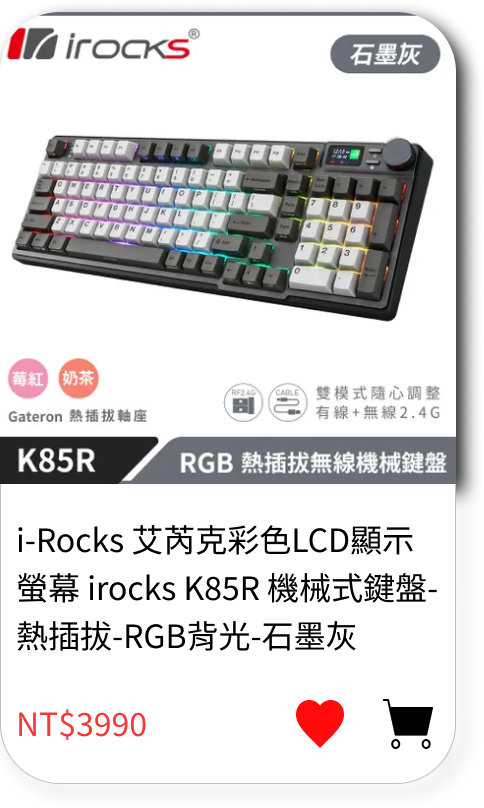 irocks®
石墨灰
莓紅
奶茶
Gateron 熱插拔軸座
RF2.4G
CABLE
雙模式隨心調整
有線+無線2.4G
K85R
RGB 熱插拔無線機械鍵盤
i-Rocks 艾芮克彩色LCD顯示
螢幕 irocks K85R 機械式鍵盤-
熱插拔-RGB背光-石墨灰
NT$3990